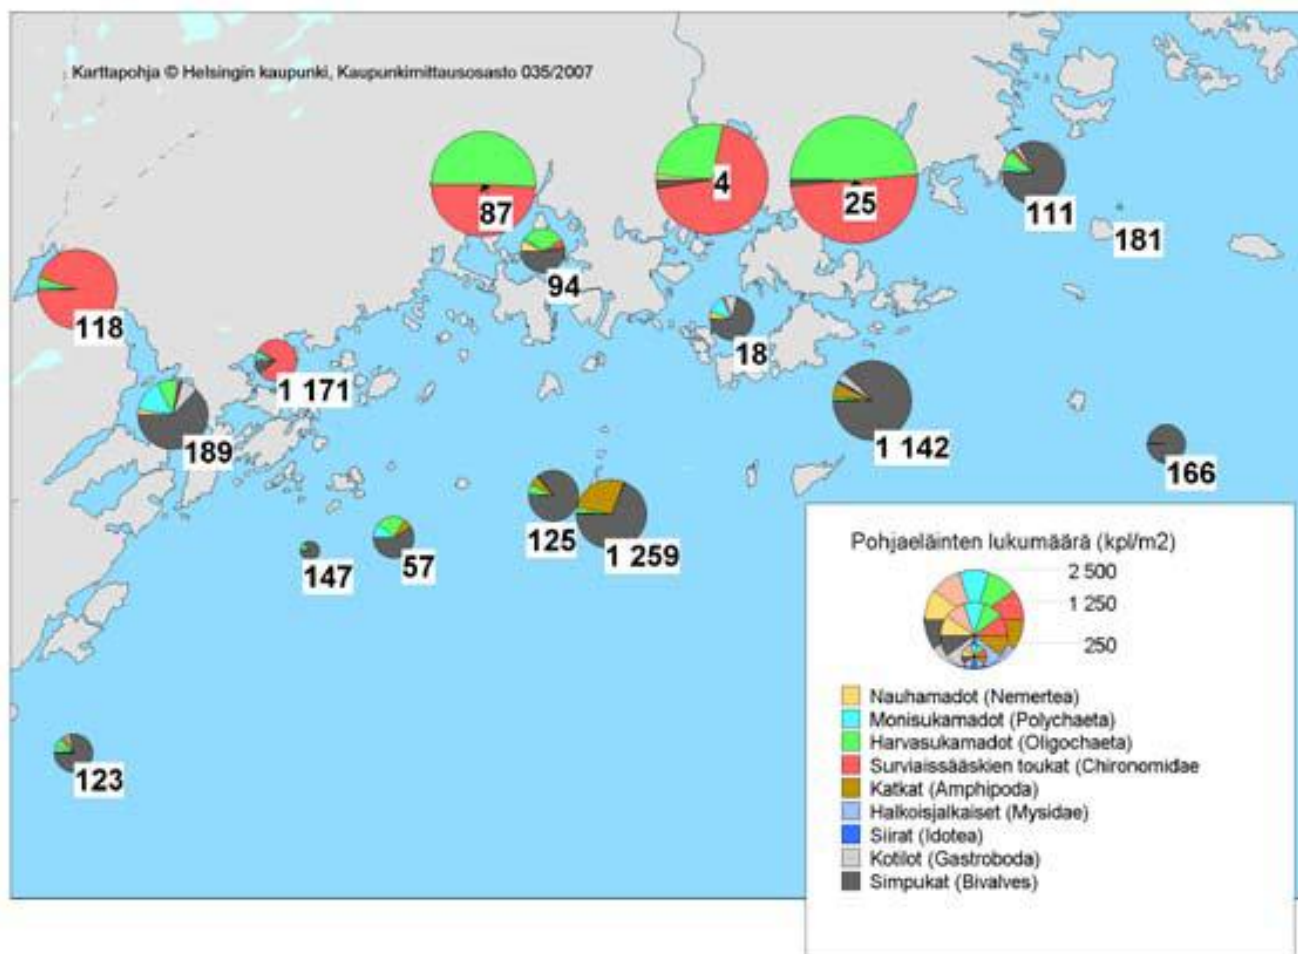 Karttapohja © Helsingin kaupunki, Kaupunkimittausosasto 035/2007
87
4
25
111
181
94
118
18
1 171
189
1 142
166
125
1 259
147
57
123
Pohjaeläinten lukumäärä (kpl/m2)
2 500
1 250
250
Nauhamadot (Nemertea)
Monisukamadot (Polychaeta)
Harvasukamadot (Oligochaeta)
Surviaissääskien toukat (Chironomidae
Katkat (Amphipoda)
Halkoisjalkaiset (Mysidae)
Siirat (Idotea)
Kotilot (Gastroboda)
Simpukat (Bivalves)